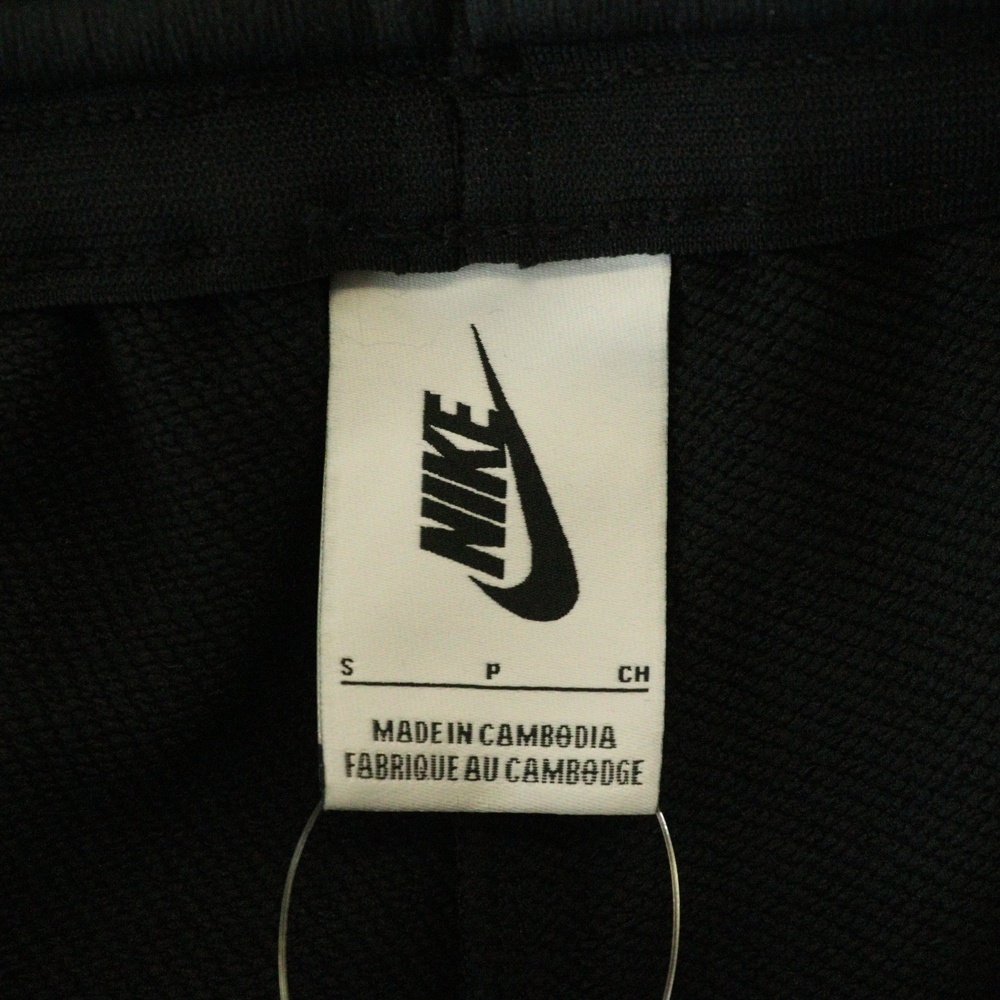 NIKE
S P CH
MADE IN CAMBODIA
FABRIQUE AU CAMBODGE